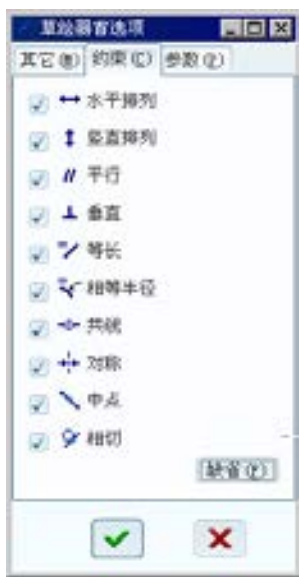 草绘器首选项
其它(M) 约束(C) 参数(P)
水平排列
竖直排列
平行
垂直
等长
相等半径
共线
对称
中点
相切
缺省(F)